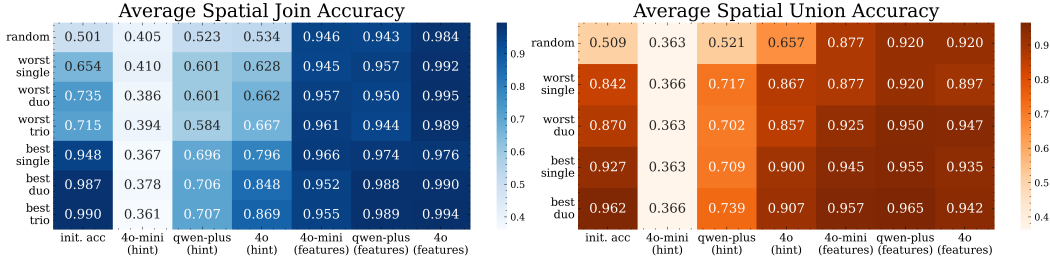 Average Spatial Join Accuracy
random 0.501 0.405 0.523 0.534 0.946 0.943 0.984
worst
single 0.654 0.410 0.601 0.628 0.945 0.957 0.992
worst
duo 0.735 0.386 0.601 0.662 0.957 0.950 0.995
worst
trio 0.715 0.394 0.584 0.667 0.961 0.944 0.989
best
single 0.948 0.367 0.696 0.796 0.966 0.974 0.976
best
duo 0.987 0.378 0.706 0.848 0.952 0.988 0.990
best
trio 0.990 0.361 0.707 0.869 0.955 0.989 0.994
init. acc 4o-mini qwen-plus 4o 4o-mini qwen-plus 4o
(hint) (hint) (hint) (features) (features) (features)
0.9
0.8
0.7
0.6
0.5
0.4
Average Spatial Union Accuracy
random 0.509 0.363 0.521 0.657 0.877 0.920 0.920
worst
single 0.842 0.366 0.717 0.867 0.877 0.920 0.897
worst
duo 0.870 0.363 0.702 0.857 0.925 0.950 0.947
best
single 0.927 0.363 0.709 0.900 0.945 0.955 0.935
best
duo 0.962 0.366 0.739 0.907 0.957 0.965 0.942
init. acc 4o-mini qwen-plus 4o 4o-mini qwen-plus 4o
(hint) (hint) (hint) (features) (features) (features)
0.9
0.8
0.7
0.6
0.5
0.4